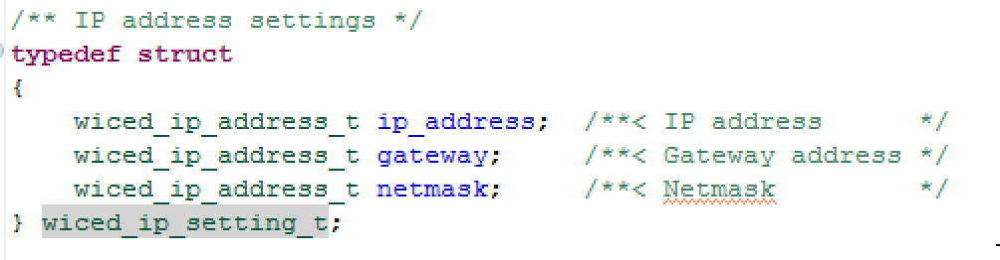 /** IP address settings */
typedef struct
{
    wiced_ip_address_t ip_address;  /**< IP address      */
    wiced_ip_address_t gateway;     /**< Gateway address */
    wiced_ip_address_t netmask;     /**< Netmask         */
} wiced_ip_setting_t;